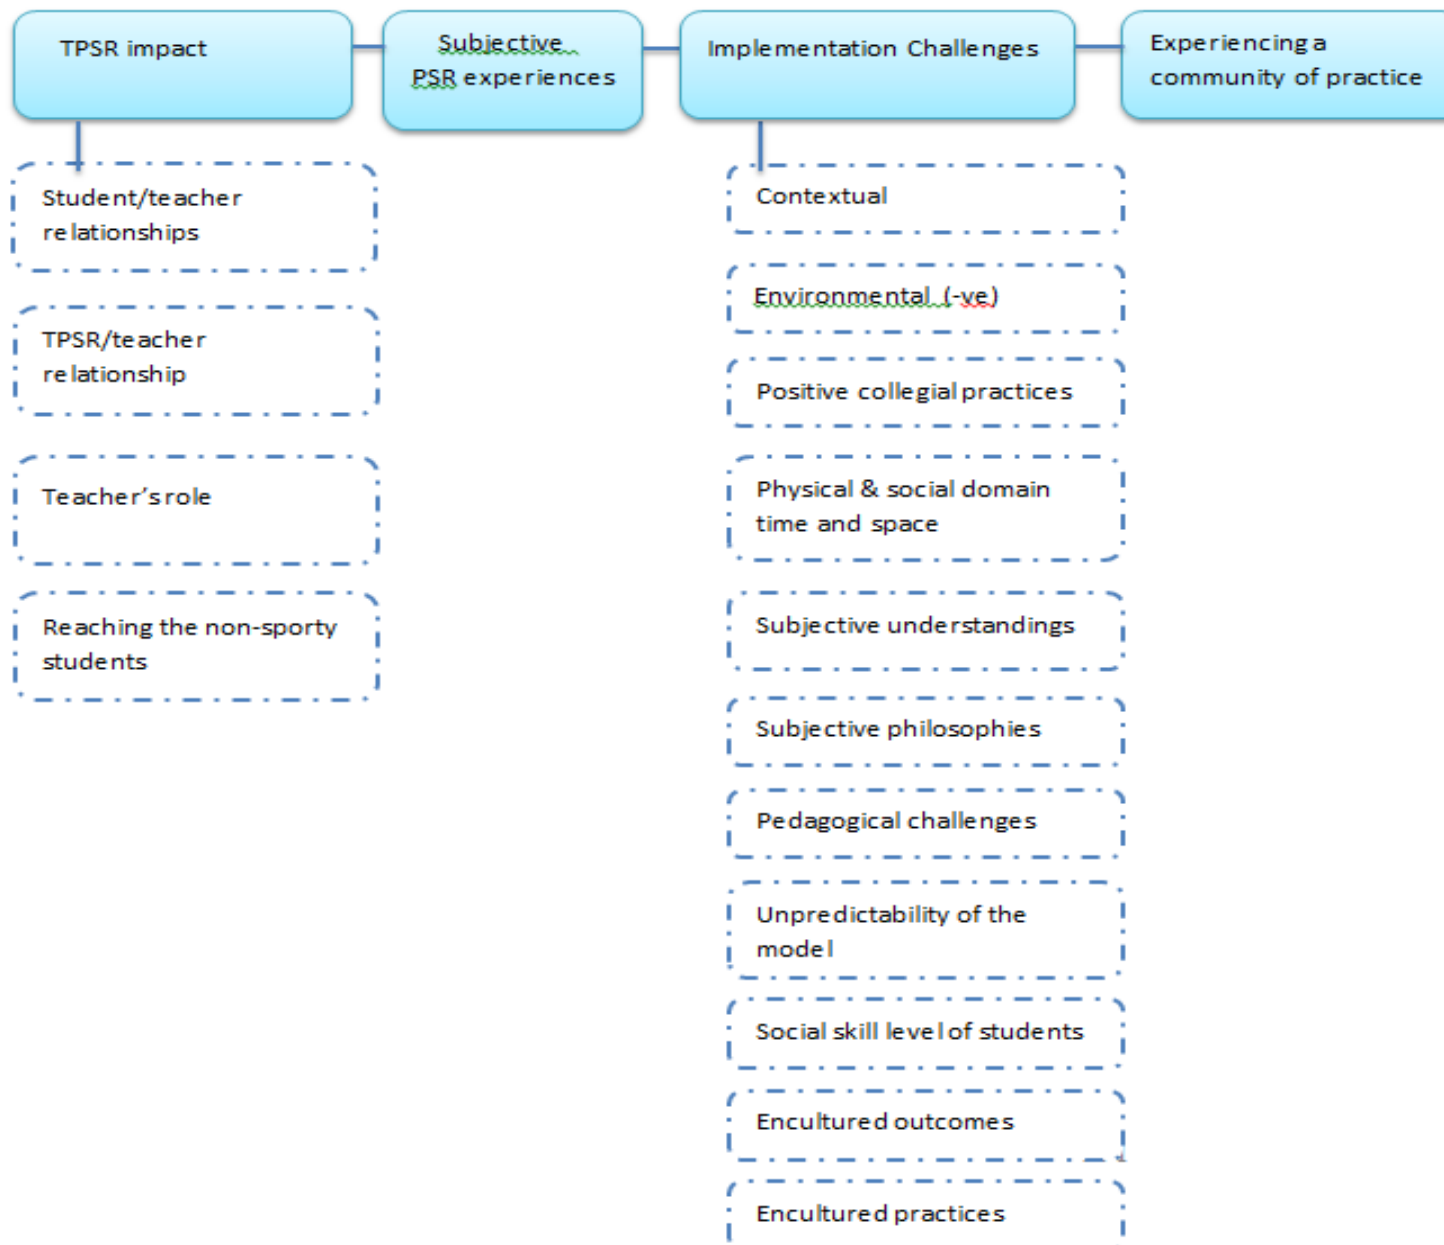 TPSR impact
Subjective
PSR experiences
Implementation Challenges
Experiencing a
community of practice
Student/teacher
relationships
TPSR/teacher
relationship
Teacher's role
Reaching the non-sporty
students
Contextual
Environmental (-ve)
Positive collegial practices
Physical & social domain
time and space
Subjective understandings
Subjective philosophies
Pedagogical challenges
Unpredictability of the
model
Social skill level of students
Encultured outcomes
Encultured practices